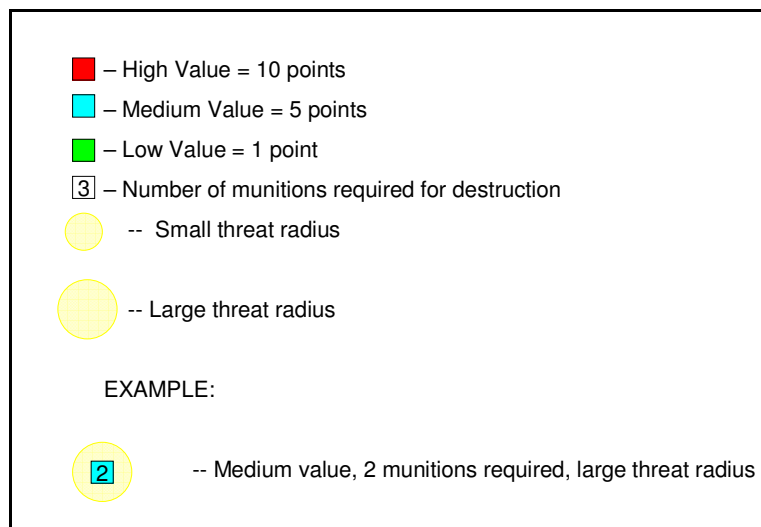 – High Value = 10 points
– Medium Value = 5 points
– Low Value = 1 point
3 – Number of munitions required for destruction
-- Small threat radius
-- Large threat radius
EXAMPLE:
2 -- Medium value, 2 munitions required, large threat radius